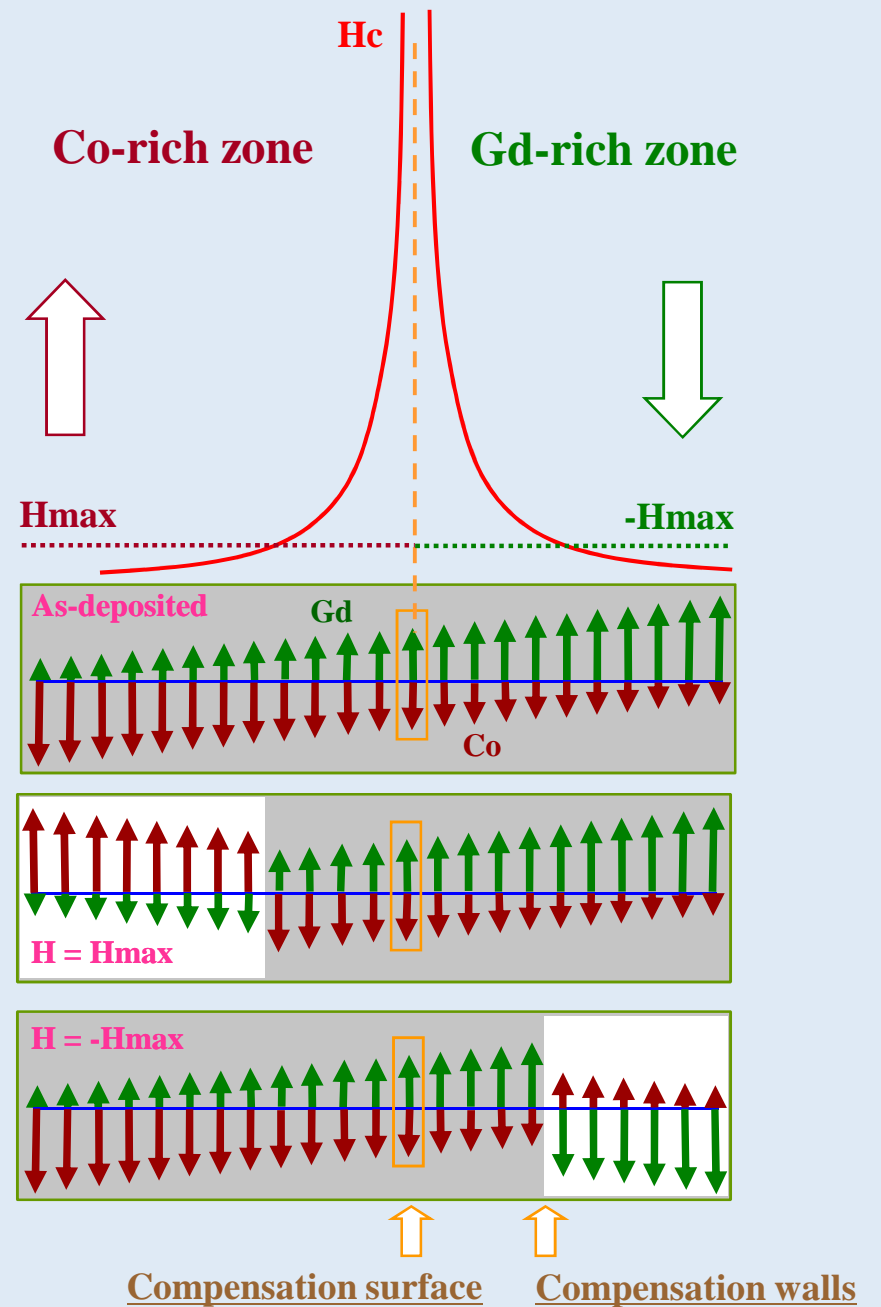 Hc
Co-rich zone
Gd-rich zone
Hmax
-Hmax
As-deposited
Gd
Co
H = Hmax
H = -Hmax
Compensation surface
Compensation walls